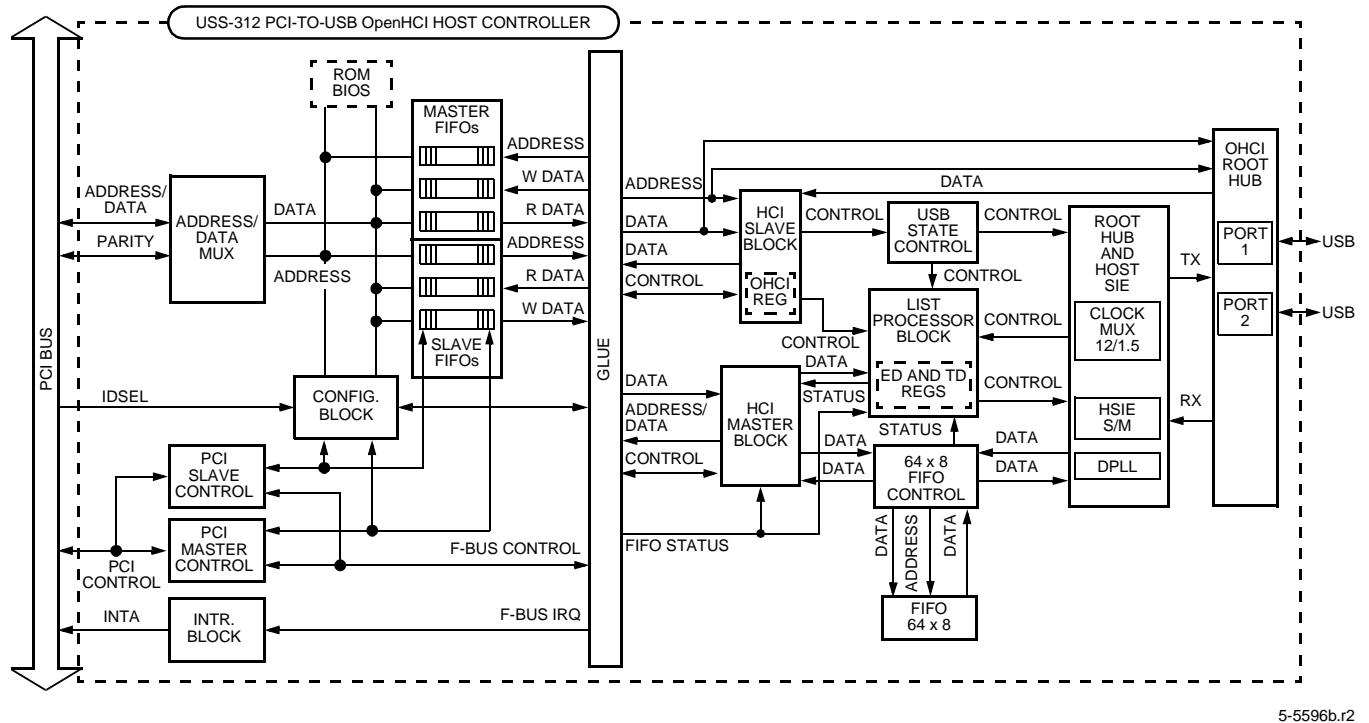 USS-312 PCI-TO-USB OpenHCI HOST CONTROLLER
PCI BUS
ROM
BIOS
MASTER
FIFOs
ADDRESS
W DATA
R DATA
ADDRESS
R DATA
W DATA
SLAVE
FIFOs
ADDRESS/
DATA
PARITY
ADDRESS/
DATA
MUX
DATA
ADDRESS
IDSEL
CONFIG.
BLOCK
PCI
SLAVE
CONTROL
PCI
MASTER
CONTROL
PCI
CONTROL
F-BUS CONTROL
INTA
INTR.
BLOCK
F-BUS IRQ
GLUE
ADDRESS
DATA
DATA
CONTROL
HCI
SLAVE
BLOCK
OHCI
REG
DATA
CONTROL
USB
STATE
CONTROL
CONTROL
CONTROL
CONTROL
LIST
PROCESSOR
BLOCK
ED AND TD
REGS
CONTROL
CONTROL
DATA
STATUS
DATA
ADDRESS/
DATA
CONTROL
HCI
MASTER
BLOCK
DATA
DATA
STATUS
64 x 8
FIFO
CONTROL
DATA
DATA
FIFO STATUS
DATA
ADDRESS
DATA
FIFO
64 x 8
ROOT
HUB
AND
HOST
SIE
CLOCK
MUX
12/1.5
HSIE
S/M
DPLL
TX
RX
OHCI
ROOT
HUB
PORT
1
PORT
2
USB
USB
5-5596b.r2